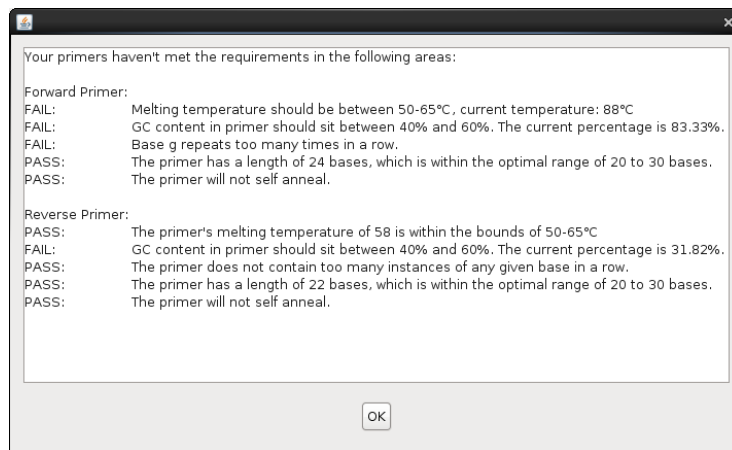 Your primers haven't met the requirements in the following areas:
Forward Primer:
FAIL: Melting temperature should be between 50-65°C, current temperature: 88°C
FAIL: GC content in primer should sit between 40% and 60%. The current percentage is 83.33%.
FAIL: Base g repeats too many times in a row.
PASS: The primer has a length of 24 bases, which is within the optimal range of 20 to 30 bases.
PASS: The primer will not self anneal.
Reverse Primer:
PASS: The primer's melting temperature of 58 is within the bounds of 50-65°C
FAIL: GC content in primer should sit between 40% and 60%. The current percentage is 31.82%.
PASS: The primer does not contain too many instances of any given base in a row.
PASS: The primer has a length of 22 bases, which is within the optimal range of 20 to 30 bases.
PASS: The primer will not self anneal.
OK